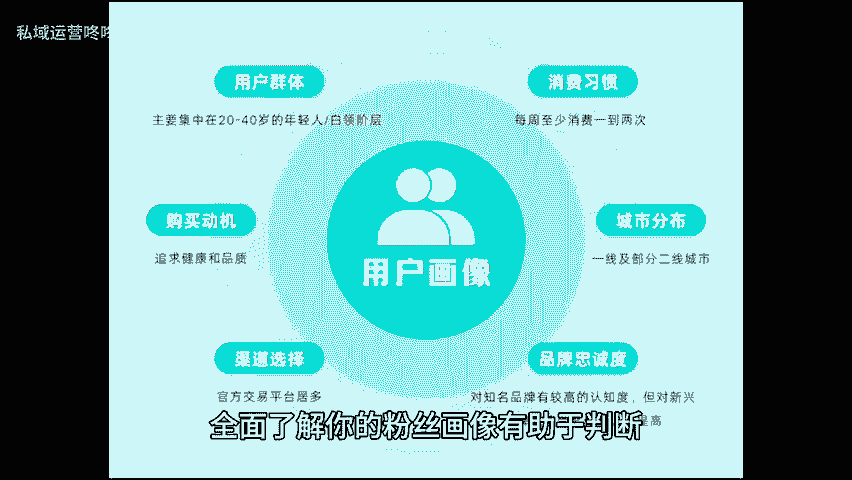 私域运营咚咚
用户群体
消费习惯
主要集中在20-40岁的年轻人/白领阶层
每周至少消费一到两次
购买动机
城市分布
追求健康和品质
一线及部分二线城市
用户画像
渠道选择
品牌忠诚度
官方交易平台居多
对知名品牌有较高的认知度，但对新兴
提高
全面了解你的粉丝画像有助于判断